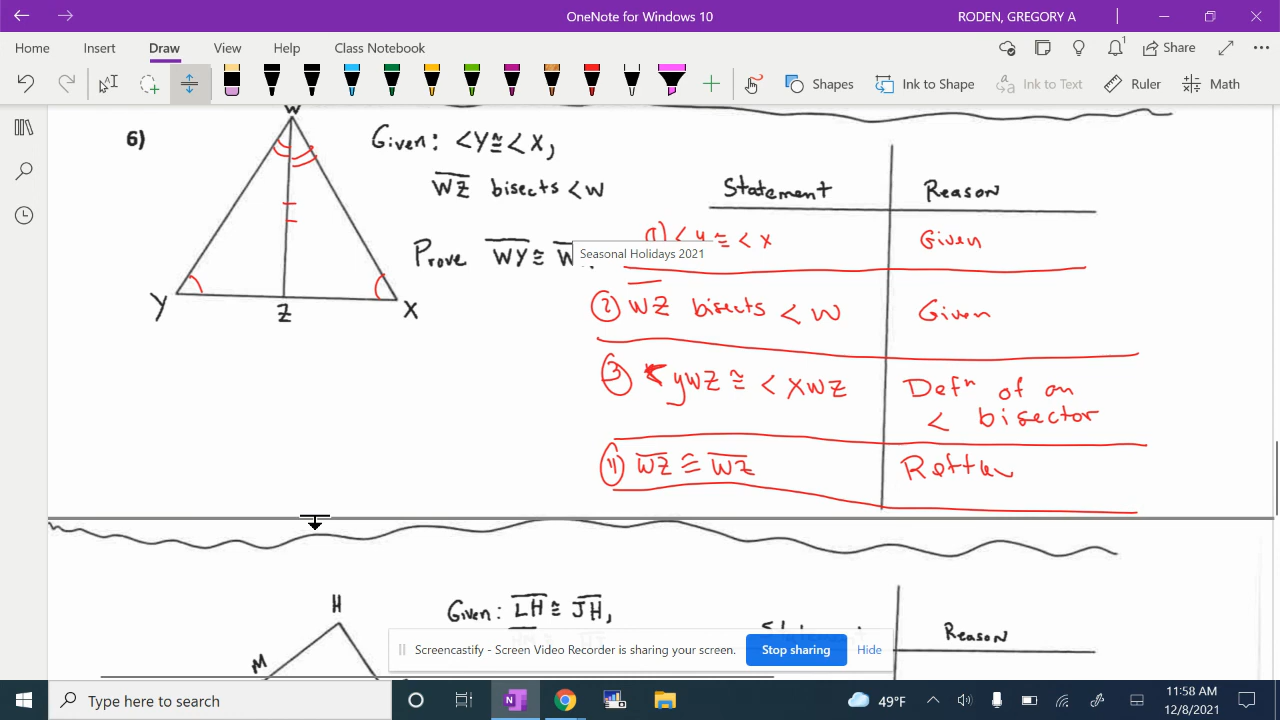 OneNote for Windows 10
RODEN, GREGORY A
Home Insert Draw View Help Class Notebook
Share
Shapes Ink to Shape Ink to Text Ruler Math
6)
W
Y Z X
Given: <Y ≅ <X,
WZ bisects <W
Prove WY ≅
Seasonal Holidays 2021
Statement Reason
1) <y ≅ <x Given
② WZ bisects <W Given
③ <YWZ ≅ <XWZ Defⁿ of an
< bisector
④ WZ ≅ WZ
H
M
Given: LH ≅ JH,
Statement Reason
Screencastify - Screen Video Recorder is sharing your screen. Stop sharing Hide
Type here to search
49°F
11:58 AM
12/8/2021